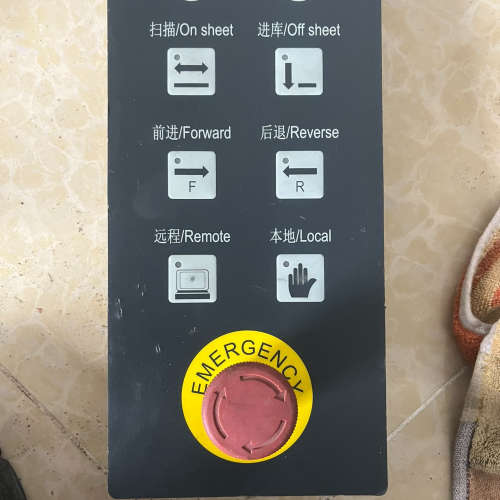 扫描/On sheet
进库/Off sheet
前进/Forward
后退/Reverse
F
R
远程/Remote
本地/Local
EMERGENCY